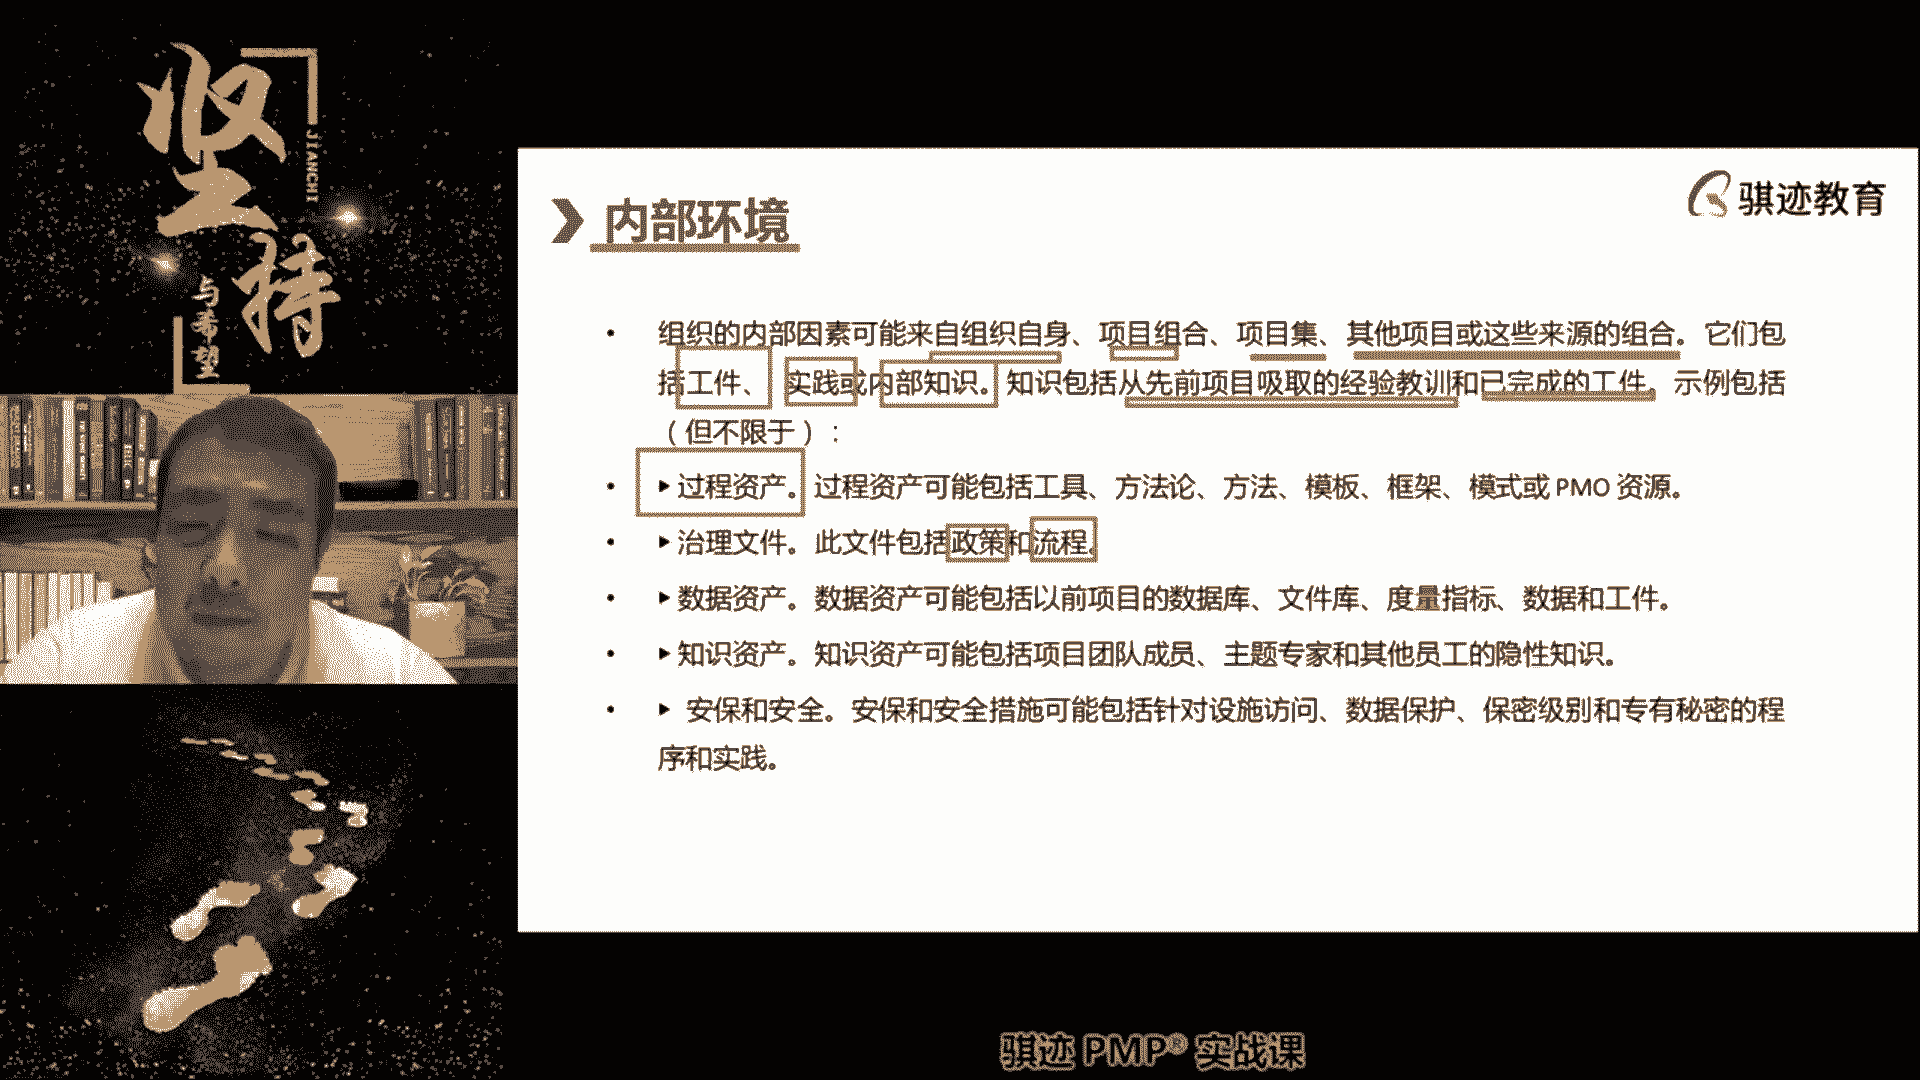 坚持
JIANCHI
与希望
骐迹教育
内部环境
• 组织的内部因素可能来自组织自身、项目组合、项目集、其他项目或这些来源的组合。它们包
括工件、 实践或内部知识。知识包括从先前项目吸取的经验教训和已完成的工件。示例包括
（但不限于）：
• ▶过程资产。过程资产可能包括工具、方法论、方法、模板、框架、模式或 PMO 资源。
• ▶治理文件。此文件包括政策和流程。
• ▶数据资产。数据资产可能包括以前项目的数据库、文件库、度量指标、数据和工件。
• ▶知识资产。知识资产可能包括项目团队成员、主题专家和其他员工的隐性知识。
• ▶ 安保和安全。安保和安全措施可能包括针对设施访问、数据保护、保密级别和专有秘密的程
序和实践。
骐迹 PMP® 实战课